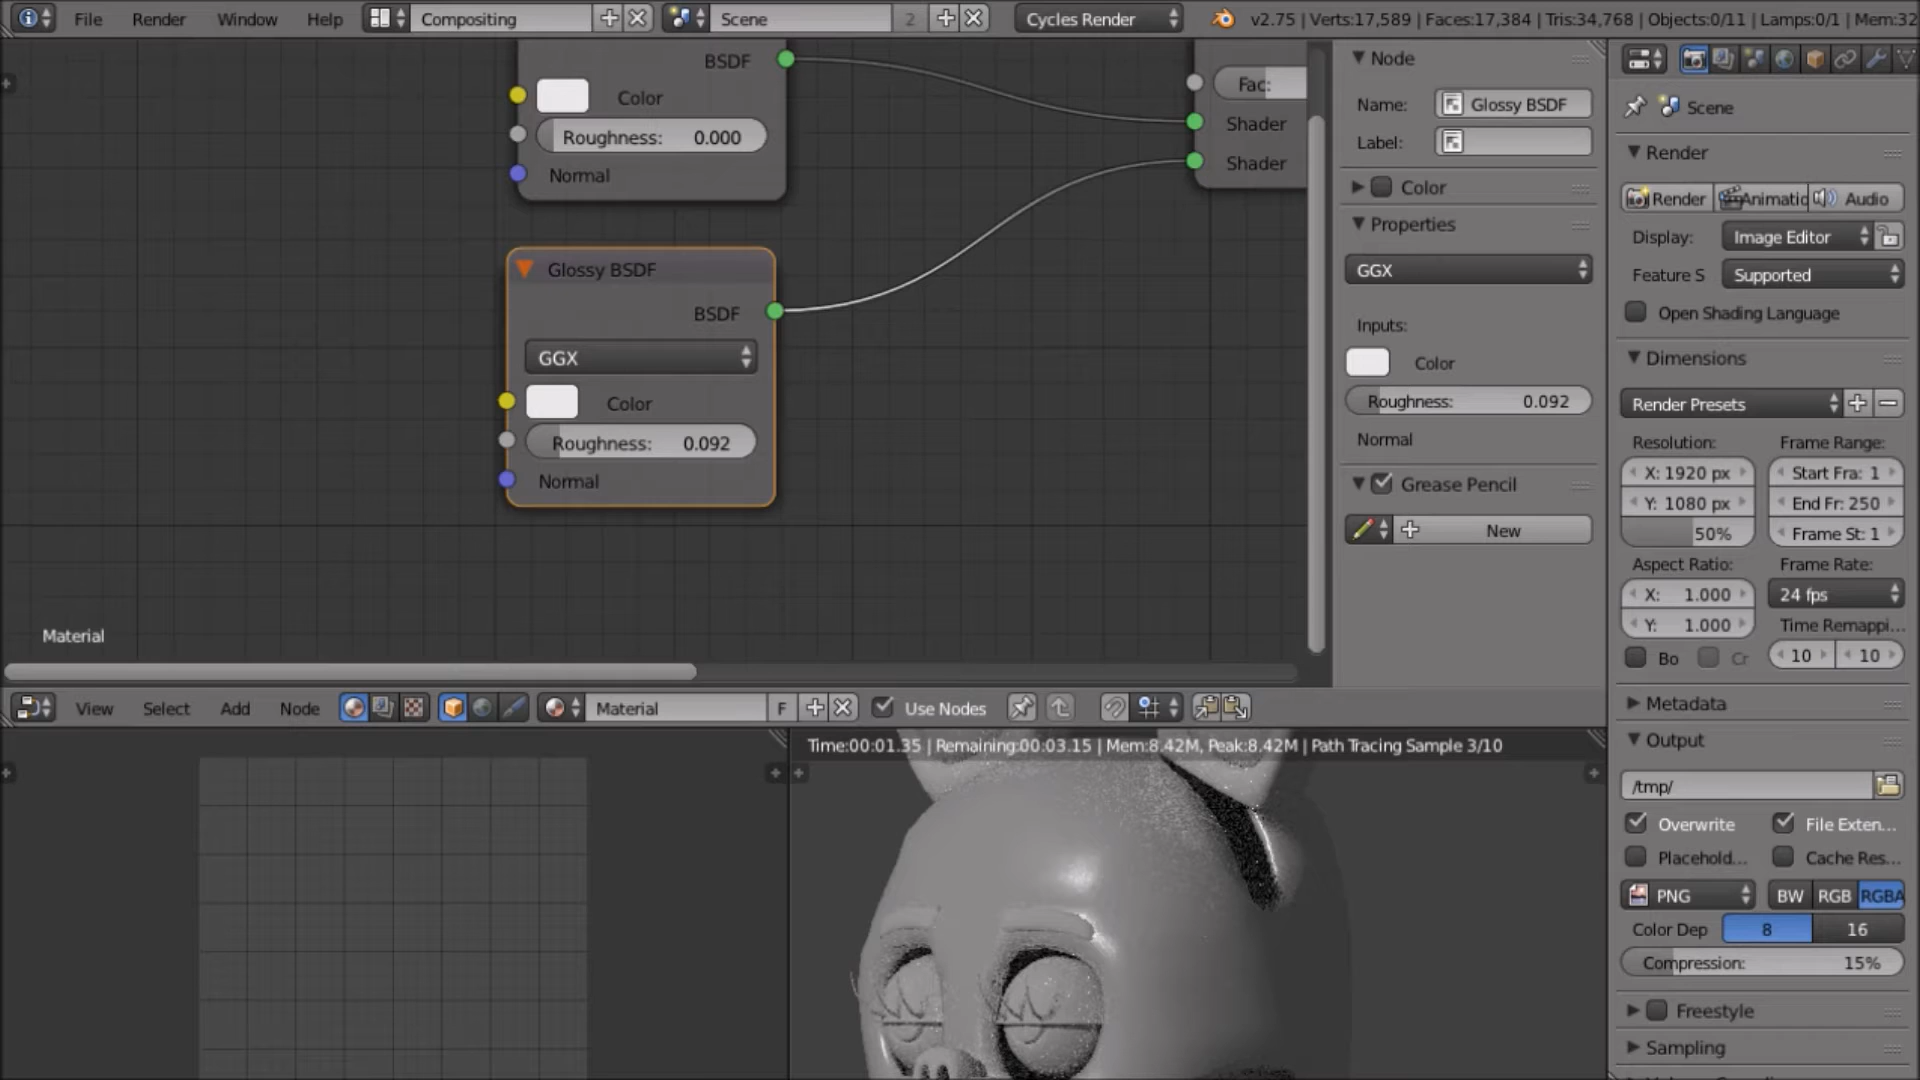 File Render Window Help Compositing Scene 2 Cycles Render v2.75 | Verts:17,589 | Faces:17,384 | Tris:34,768 | Objects:0/11 | Lamps:0/1 | Mem:32
BSDF
Color
Roughness: 0.000
Normal
Glossy BSDF
BSDF
GGX
Color
Roughness: 0.092
Normal
Fac:
Shader
Shader
Material
Node
Name: Glossy BSDF
Label:
Color
Properties
GGX
Inputs:
Color
Roughness: 0.092
Normal
Grease Pencil
New
Scene
Render
Render Animatic Audio
Display: Image Editor
Feature S Supported
Open Shading Language
Dimensions
Render Presets
Resolution: Frame Range:
X: 1920 px Start Fra: 1
Y: 1080 px End Fr: 250
50% Frame St: 1
Aspect Ratio: Frame Rate:
X: 1.000 24 fps
Y: 1.000 Time Remappi...
Bo Cr 10 10
Metadata
Output
/tmp/
Overwrite File Exten...
Placehold... Cache Res...
PNG BW RGB RGBA
Color Dep 8 16
Compression: 15%
Freestyle
Sampling
View Select Add Node Material F Use Nodes
Time:00:01.35 | Remaining:00:03.15 | Mem:8.42M, Peak:8.42M | Path Tracing Sample 3/10